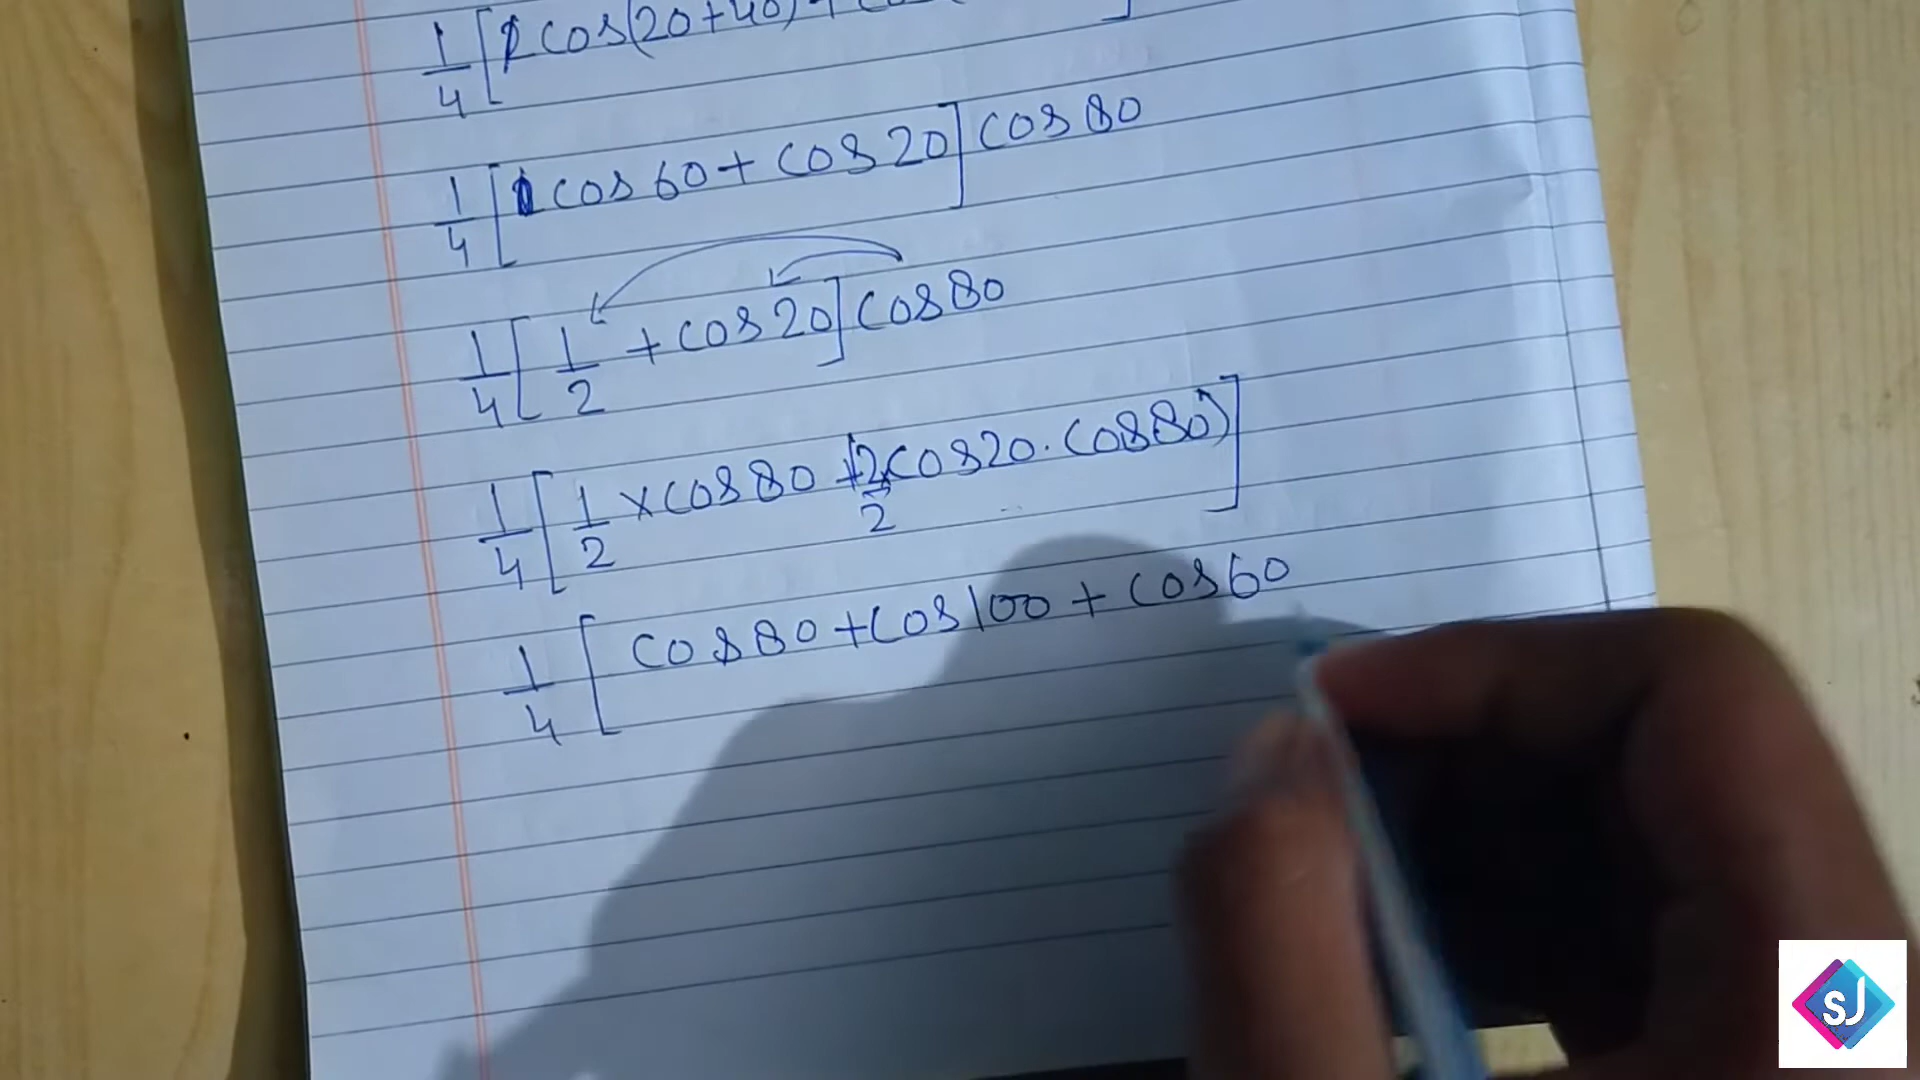 1/4 [1 cos(20+40) +
1/4 [1 cos 60 + cos 20] cos 80
1/4 [1/2 + cos 20] cos 80
1/4 [1/2 × cos 80 + 2/2 cos 20 . cos 80)]
1/4 [cos 80 + cos 100 + cos 60
SJ